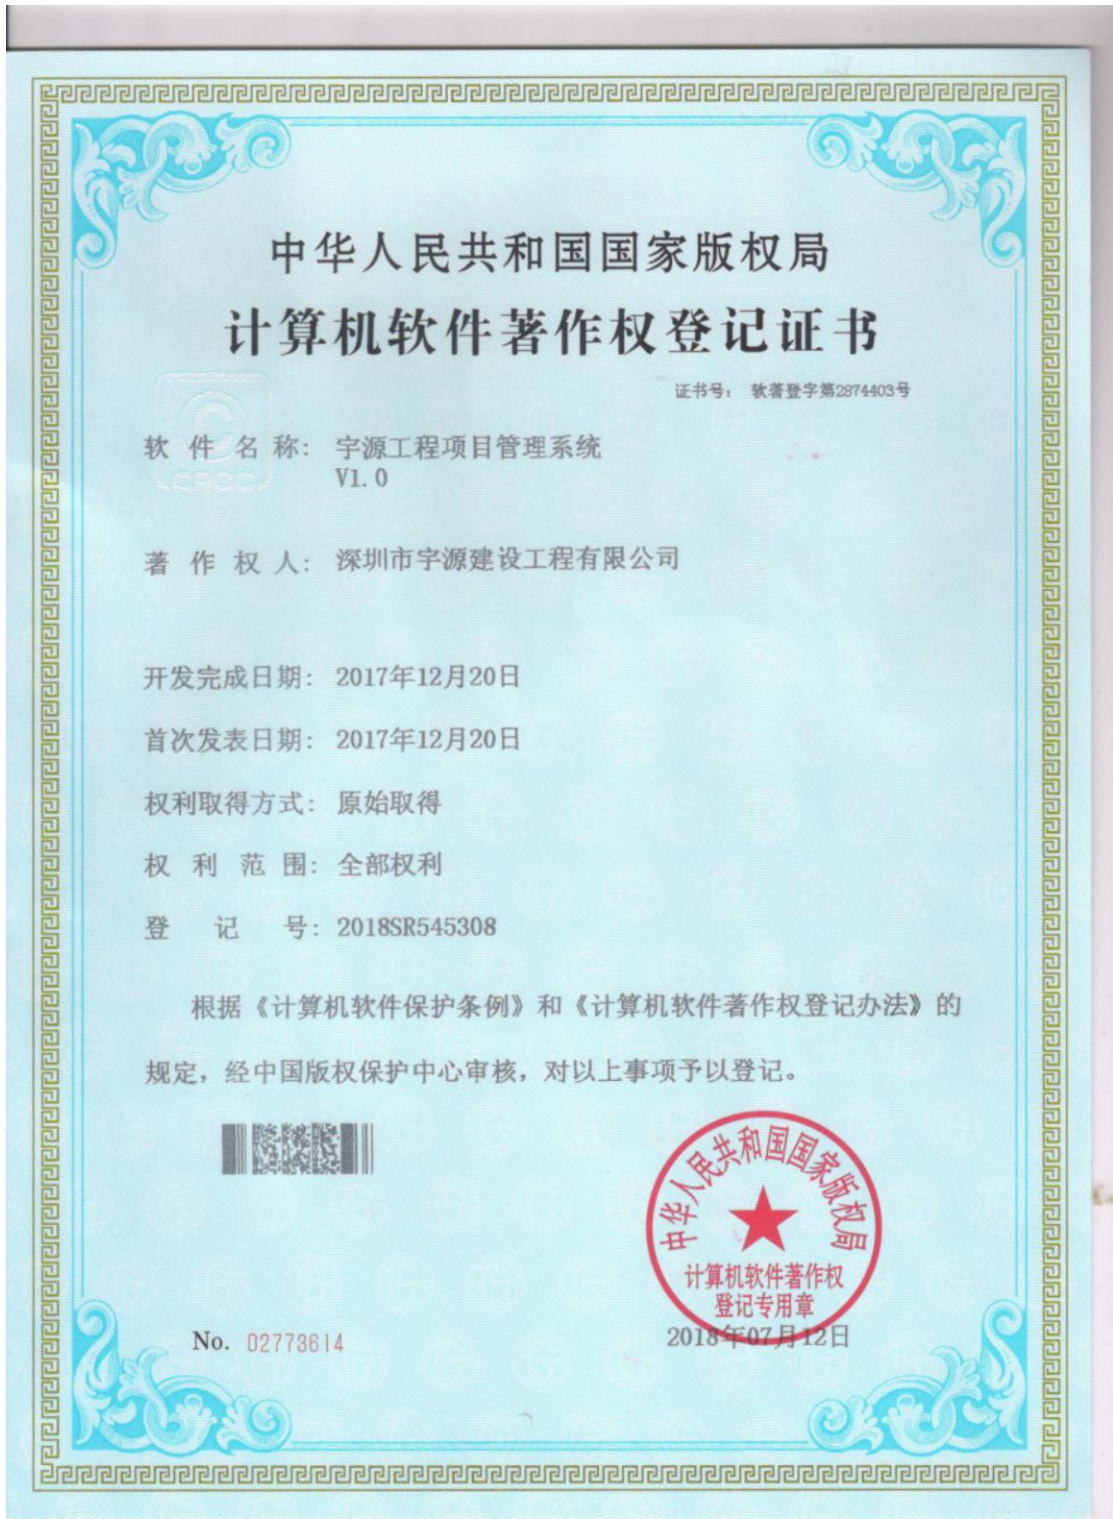 中华人民共和国国家版权局
计算机软件著作权登记证书
证书号： 软著登字第2874403号
软件名称： 宇源工程项目管理系统
V1.0
著作权人： 深圳市宇源建设工程有限公司
开发完成日期： 2017年12月20日
首次发表日期： 2017年12月20日
权利取得方式： 原始取得
权利范围： 全部权利
登记号： 2018SR545308
根据《计算机软件保护条例》和《计算机软件著作权登记办法》的
规定，经中国版权保护中心审核，对以上事项予以登记。
中华人民共和国国家版权局
计算机软件著作权
登记专用章
No. 02773614
2018年07月12日
CPCC